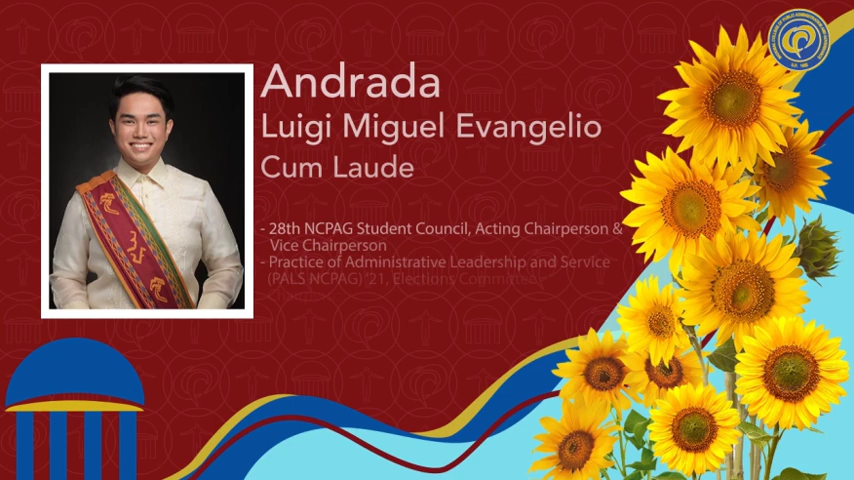 Andrada
Luigi Miguel Evangelio
Cum Laude
- 28th NCPAG Student Council, Acting Chairperson &
Vice Chairperson
- Practice of Administrative Leadership and Service
(PALS NCPAG) '21, Elections Committee